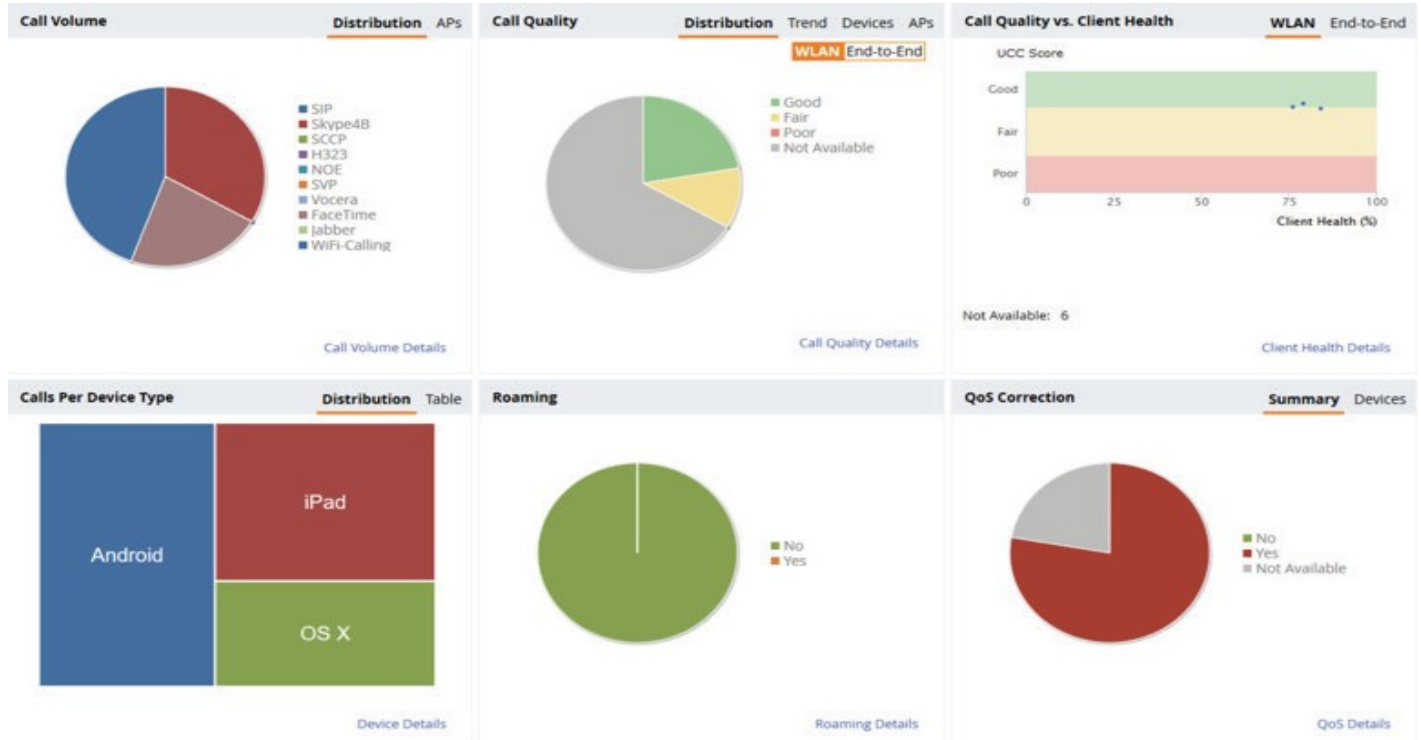 Call Volume
Distribution APs
SIP
Skype4B
SCCP
H323
NOE
SVP
Vocera
FaceTime
Jabber
WiFi-Calling
Call Volume Details
Call Quality
Distribution Trend Devices APs
WLAN End-to-End
Good
Fair
Poor
Not Available
Call Quality Details
Call Quality vs. Client Health
WLAN End-to-End
UCC Score
Good
Fair
Poor
0 25 50 75 100
Client Health (%)
Not Available: 6
Client Health Details
Calls Per Device Type
Distribution Table
Android
iPad
OS X
Device Details
Roaming
No
Yes
Roaming Details
QoS Correction
Summary Devices
No
Yes
Not Available
QoS Details